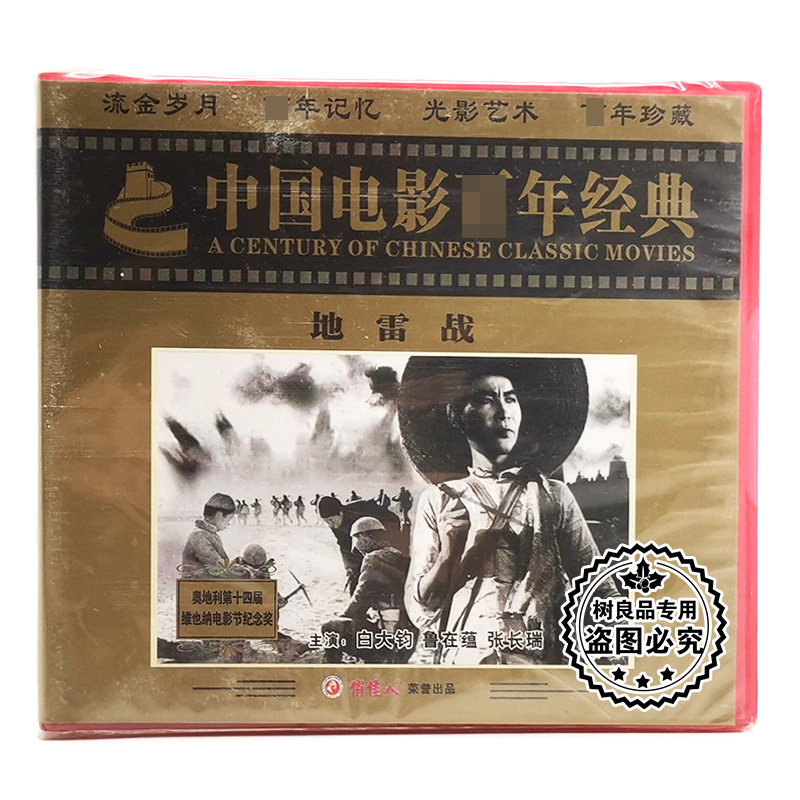 流金岁月 年记忆 光影艺术 年珍藏
中国电影 年经典
A CENTURY OF CHINESE CLASSIC MOVIES
地雷战
奥地利第十四届
维也纳电影节纪念奖
主演：白大钧 鲁在蕴 张长瑞
俏佳人 荣誉出品
树良品专用
盗图必究